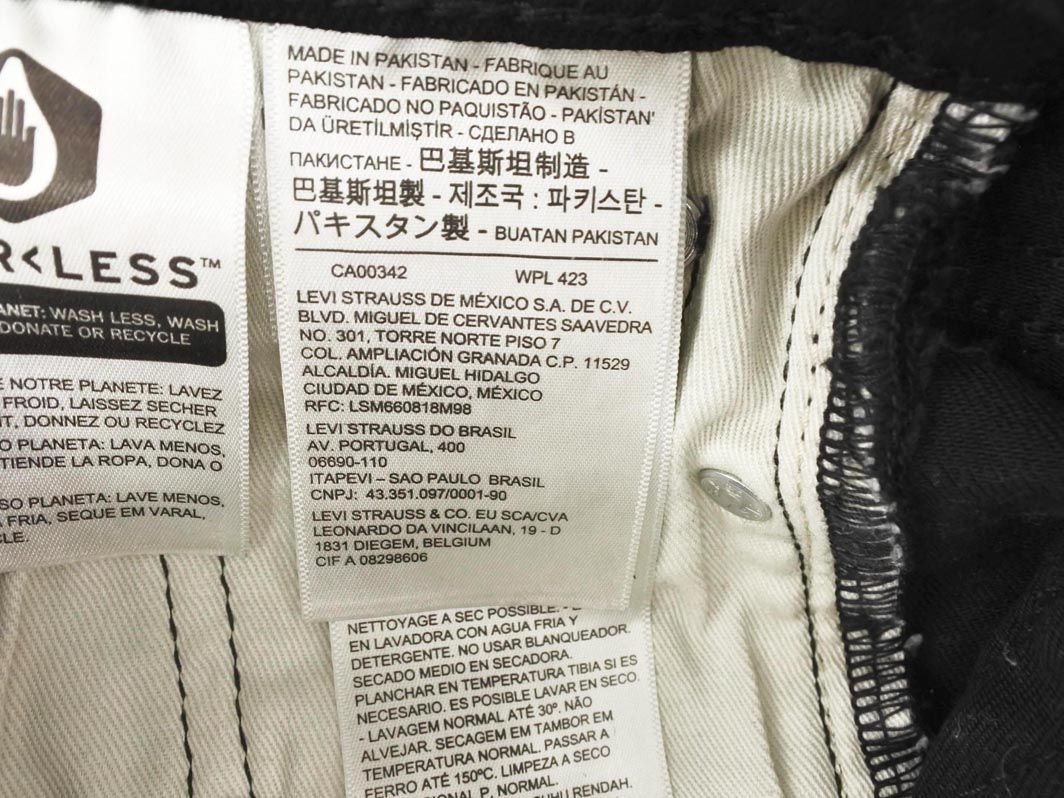 R<LESS™
ANET: WASH LESS, WASH
DONATE OR RECYCLE
E NOTRE PLANETE: LAVEZ
FROID, LAISSEZ SECHER
T, DONNEZ OU RECYCLEZ
O PLANETA: LAVA MENOS,
TIENDE LA ROPA, DONA O
SO PLANETA: LAVE MENOS,
FRIA, SEQUE EM VARAL,
CLE.
MADE IN PAKISTAN - FABRIQUE AU
PAKISTAN - FABRICADO EN PAKISTÁN -
FABRICADO NO PAQUISTÃO - PAKİSTAN'
DA ÜRETİLMİŞTİR - СДЕЛАНО В
ПАКИСТАНЕ - 巴基斯坦制造 -
巴基斯坦製 - 제조국 : 파키스탄 -
パキスタン製 - BUATAN PAKISTAN
CA00342 WPL 423
LEVI STRAUSS DE MÉXICO S.A. DE C.V.
BLVD. MIGUEL DE CERVANTES SAAVEDRA
NO. 301, TORRE NORTE PISO 7
COL. AMPLIACIÓN GRANADA C.P. 11529
ALCALDÍA. MIGUEL HIDALGO
CIUDAD DE MÉXICO, MÉXICO
RFC: LSM660818M98
LEVI STRAUSS DO BRASIL
AV. PORTUGAL, 400
06690-110
ITAPEVI – SAO PAULO BRASIL
CNPJ: 43.351.097/0001-90
LEVI STRAUSS & CO. EU SCA/CVA
LEONARDO DA VINCILAAN, 19 - D
1831 DIEGEM, BELGIUM
CIF A 08298606
NETTOYAGE A SEC POSSIBLE. -
EN LAVADORA CON AGUA FRIA Y
DETERGENTE. NO USAR BLANQUEADOR.
SECADO MEDIO EN SECADORA.
PLANCHAR EN TEMPERATURA TIBIA SI ES
NECESARIO. ES POSIBLE LAVAR EN SECO.
- LAVAGEM NORMAL ATÉ 30º. NÃO
ALVEJAR. SECAGEM EM TAMBOR EM
TEMPERATURA NORMAL. PASSAR A
FERRO ATÉ 150ºC. LIMPEZA A SECO
IONAL P, NORMAL.
SUHU RENDAH.